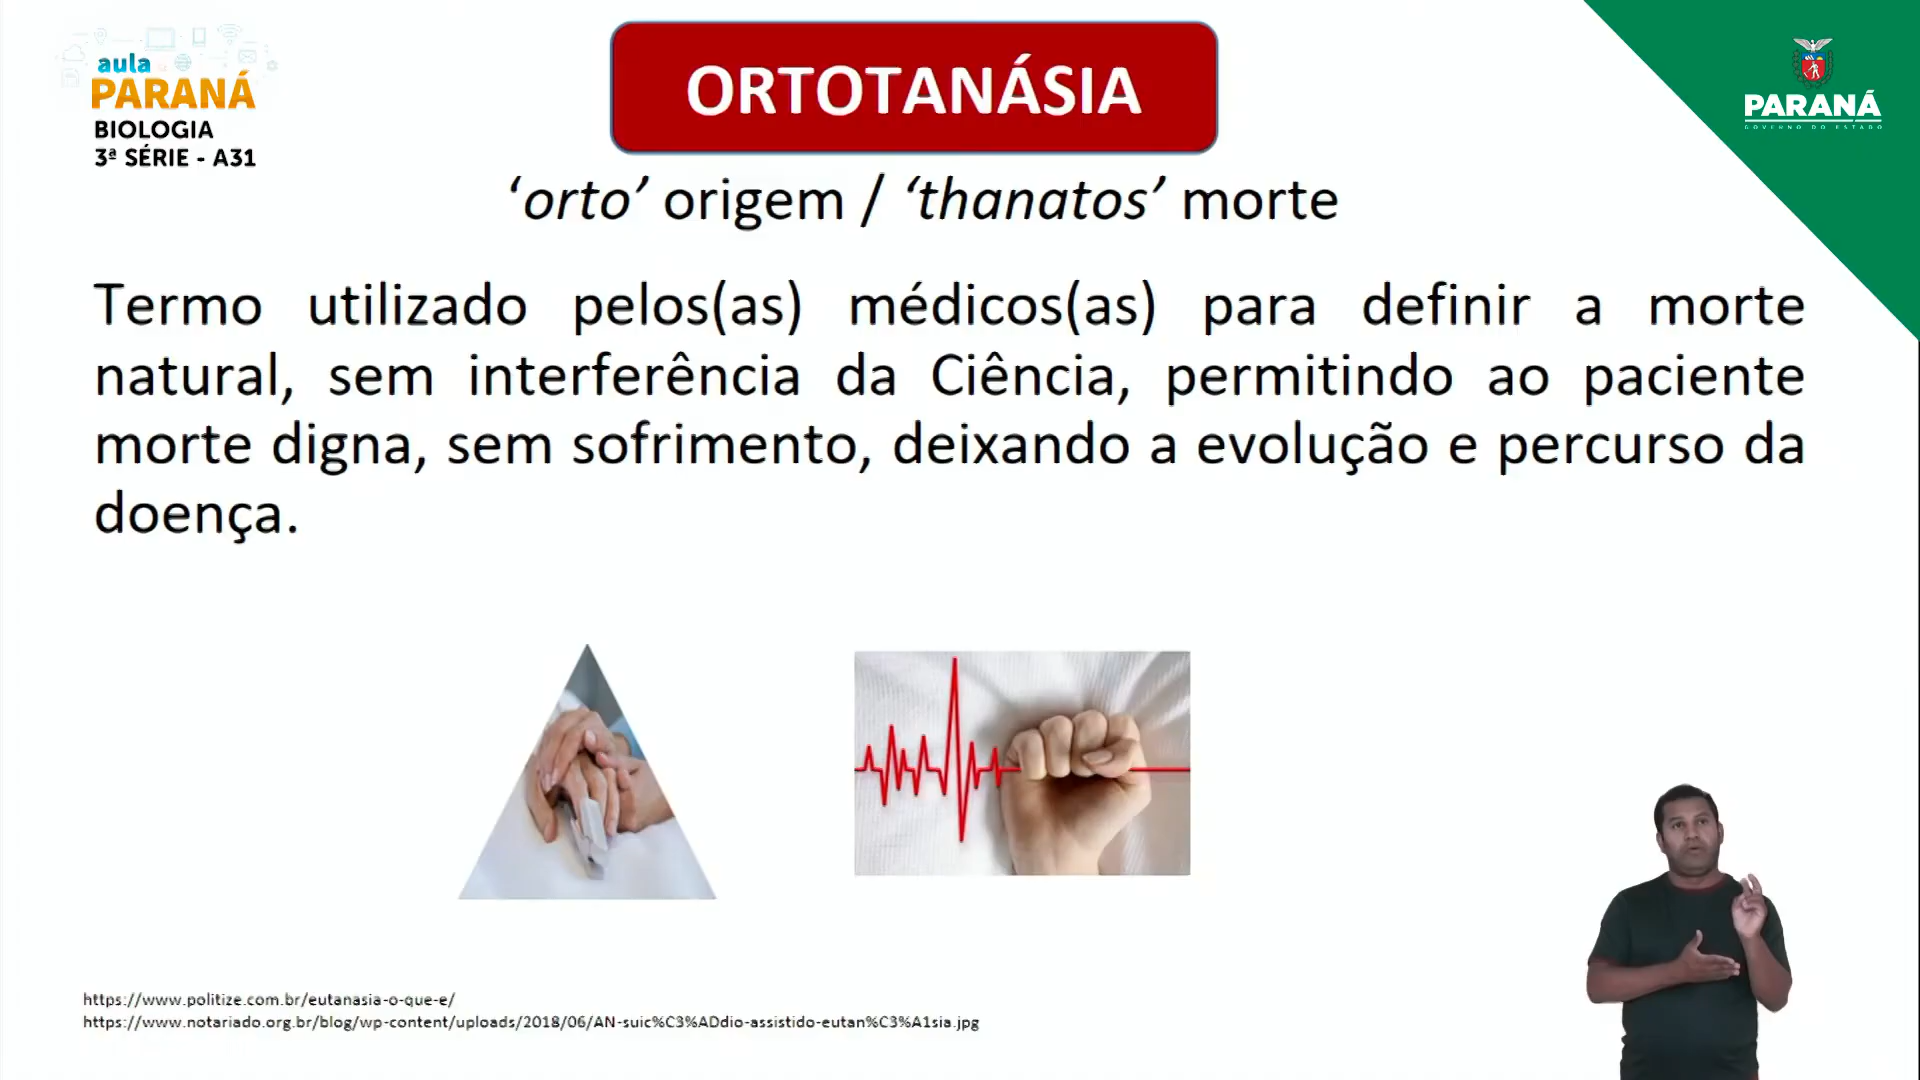 aula
PARANÁ
BIOLOGIA
3ª SÉRIE - A31
ORTOTANÁSIA
PARANÁ
GOVERNO DO ESTADO
‘orto’ origem / ‘thanatos’ morte
Termo utilizado pelos(as) médicos(as) para definir a morte
natural, sem interferência da Ciência, permitindo ao paciente
morte digna, sem sofrimento, deixando a evolução e percurso da
doença.
https://www.politize.com.br/eutanasia-o-que-e/
https://www.notariado.org.br/blog/wp-content/uploads/2018/06/AN-suic%C3%ADdio-assistido-eutan%C3%A1sia.jpg